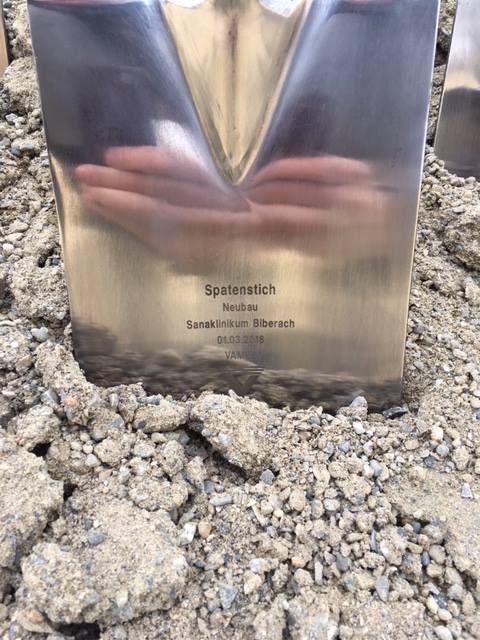 Spatenstich
Neubau
Sanaklinikum Biberach
01.03.2018